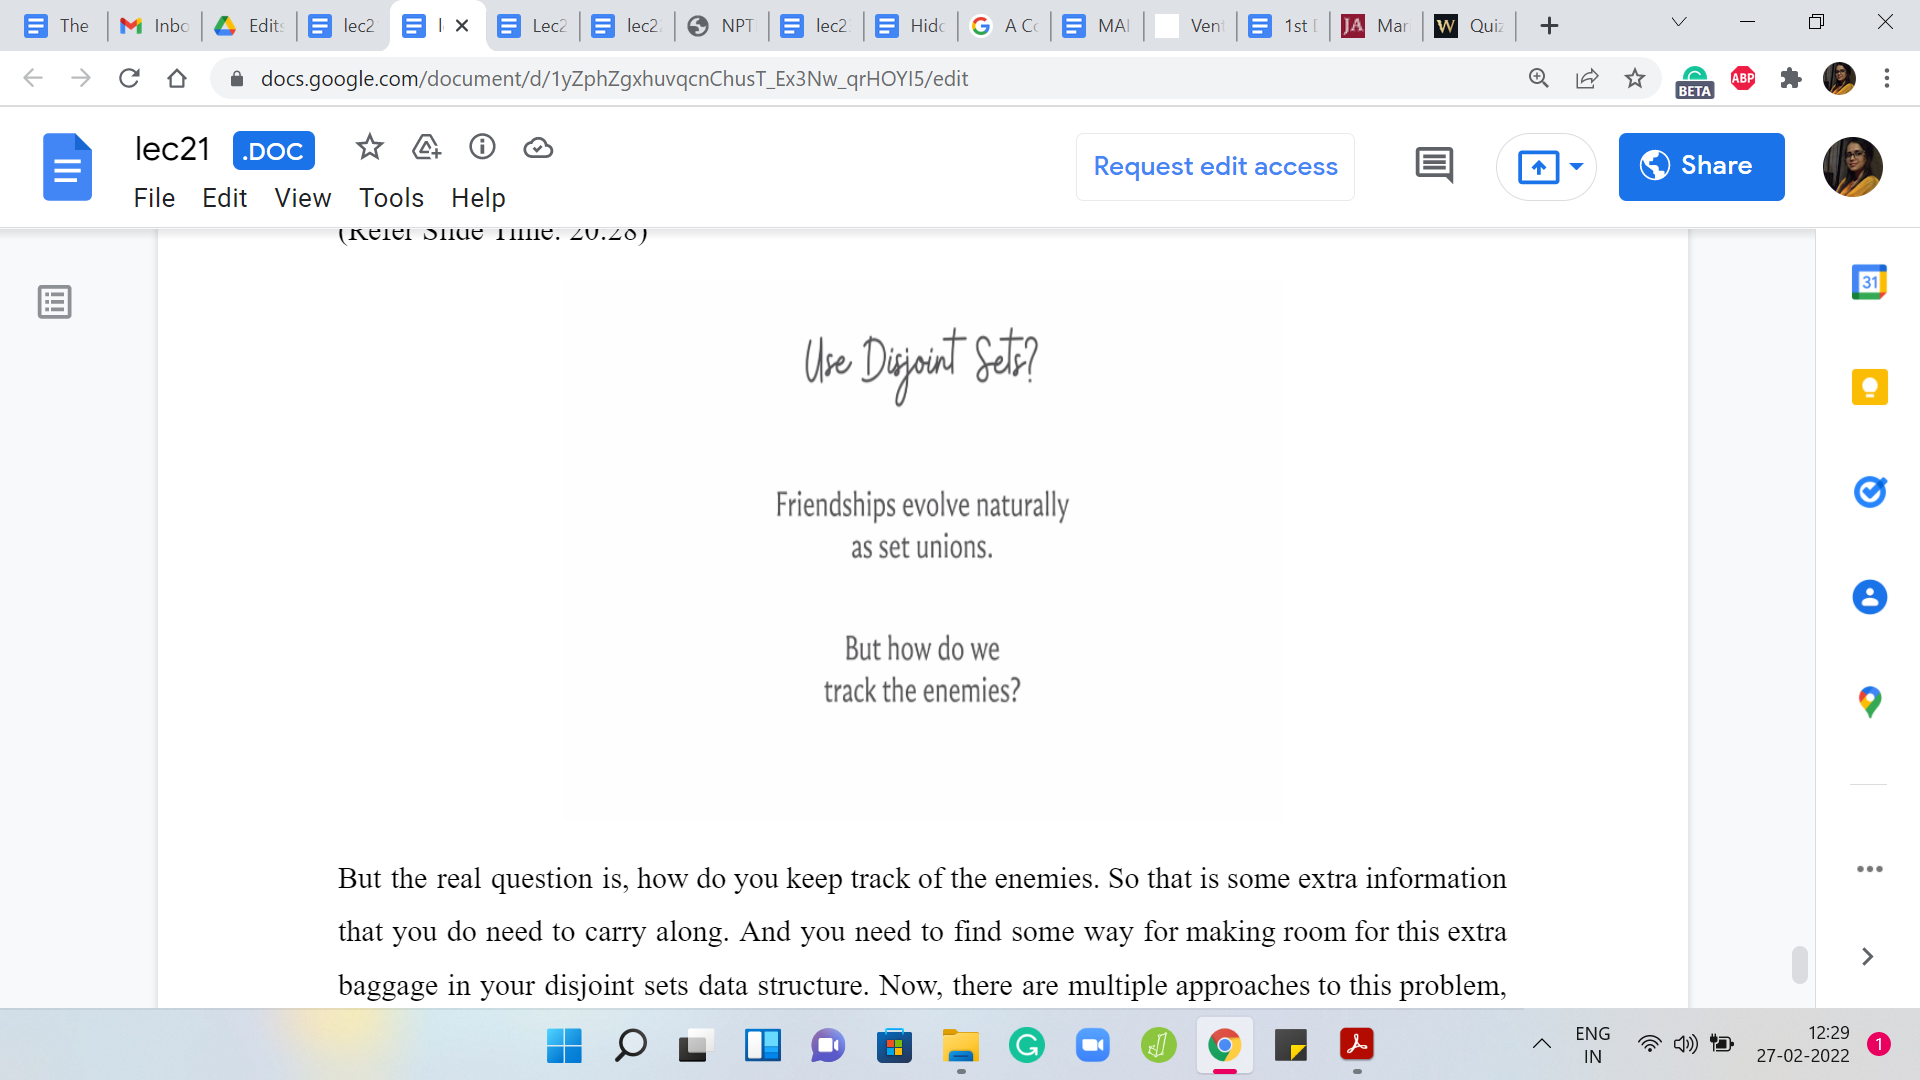 The
Inbo
Edits
lec2
l
Lec2
lec2
NPT
lec2
Hidd
A Co
MAI
Vent
1st D
JA Mari
W Quiz
docs.google.com/document/d/1yZphZgxhuvqcnChusT_Ex3Nw_qrHOYI5/edit
ABP
BETA
lec21 .DOC
Request edit access
Share
File Edit View Tools Help
(Refer Slide Time: 20:28)
31
Use Disjoint Sets?
Friendships evolve naturally
as set unions.
But how do we
track the enemies?
But the real question is, how do you keep track of the enemies. So that is some extra information
that you do need to carry along. And you need to find some way for making room for this extra
baggage in your disjoint sets data structure. Now, there are multiple approaches to this problem,
ENG
IN
12:29
27-02-2022
1